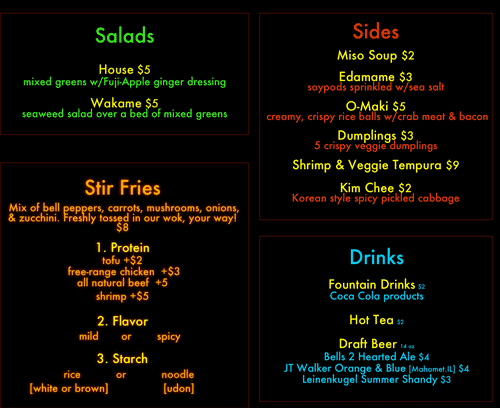 Salads
House $5
mixed greens w/Fuji-Apple ginger dressing
Wakame $5
seaweed salad over a bed of mixed greens
Stir Fries
Mix of bell peppers, carrots, mushrooms, onions,
& zucchini. Freshly tossed in our wok, your way!
$8
1. Protein
tofu +$2
free-range chicken +$3
all natural beef +5
shrimp +$5
2. Flavor
mild or spicy
3. Starch
rice or noodle
[white or brown] [udon]
Sides
Miso Soup $2
Edamame $3
soypods sprinkled w/sea salt
O-Maki $5
creamy, crispy rice balls w/crab meat & bacon
Dumplings $3
5 crispy veggie dumplings
Shrimp & Veggie Tempura $9
Kim Chee $2
Korean style spicy pickled cabbage
Drinks
Fountain Drinks $2
Coca Cola products
Hot Tea $2
Draft Beer 14 oz
Bells 2 Hearted Ale $4
JT Walker Orange & Blue [Mahomet.IL] $4
Leinenkugel Summer Shandy $3